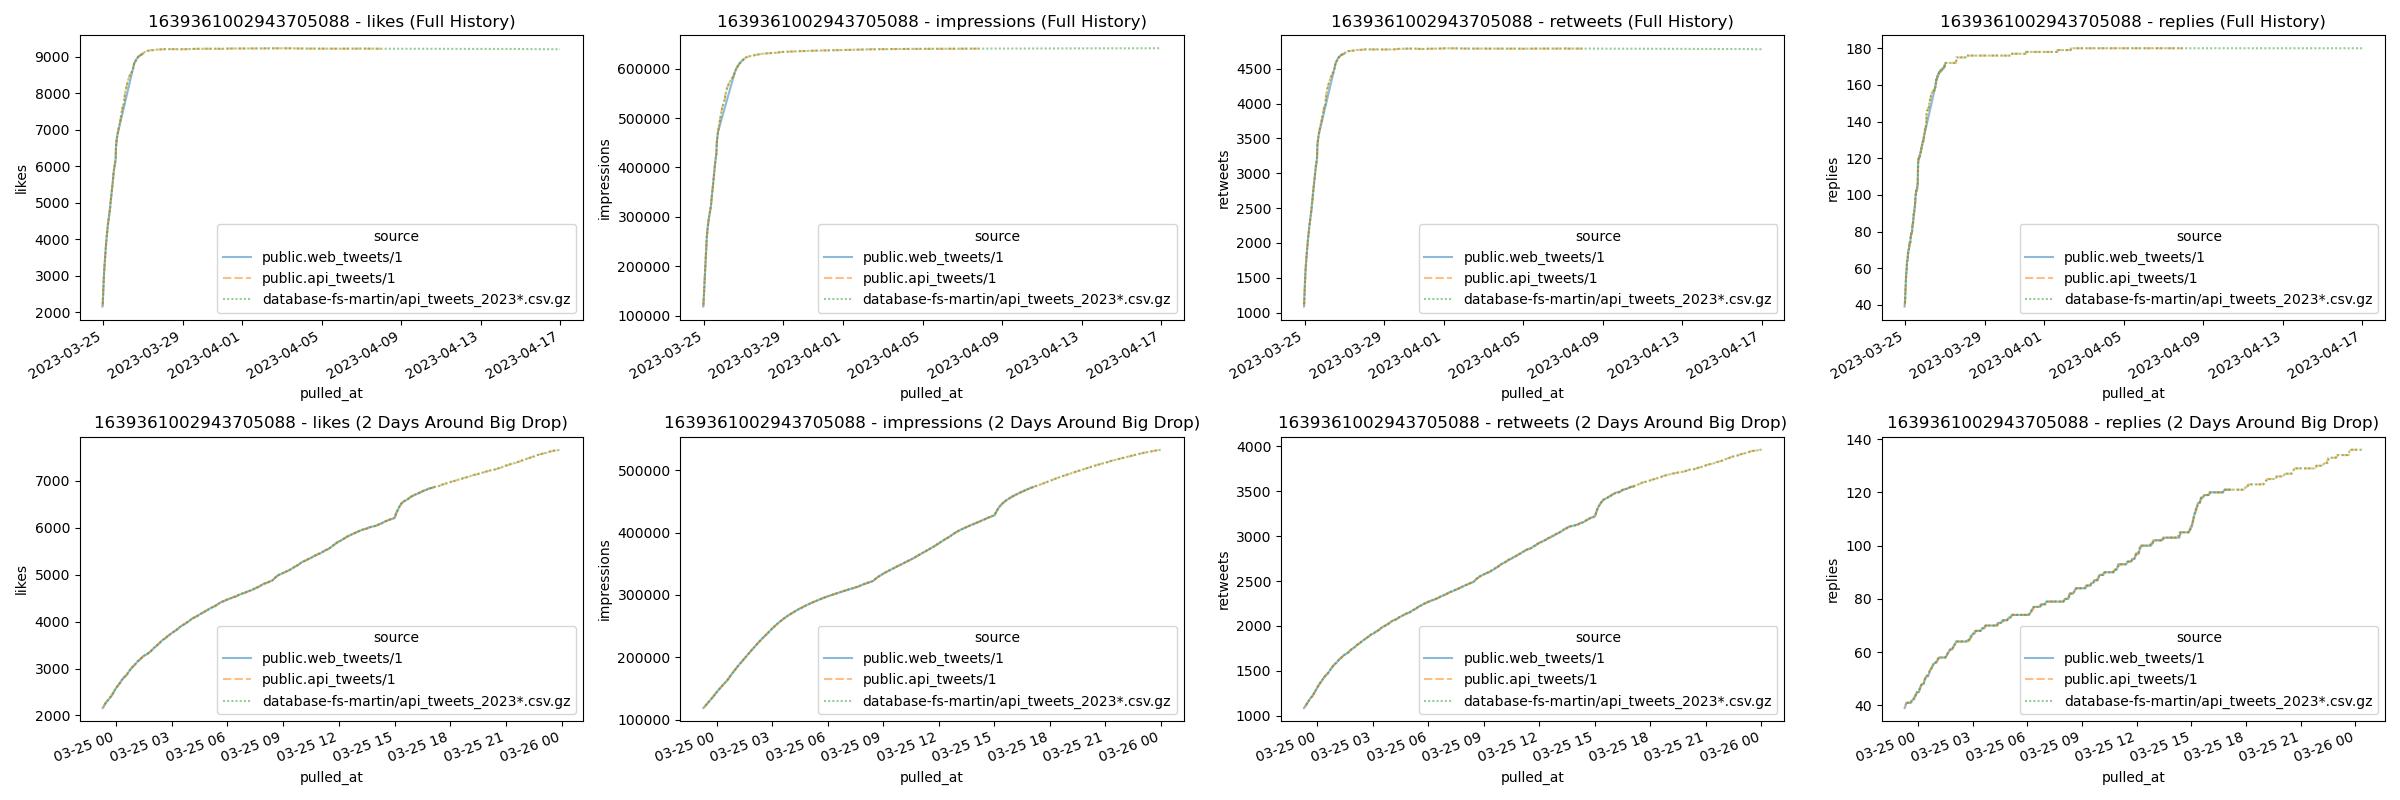 1639361002943705088 - likes (Full History)
9000
8000
7000
6000
5000
4000
3000
2000
likes
source
public.web_tweets/1
public.api_tweets/1
database-fs-martin/api_tweets_2023*.csv.gz
2023-03-25
2023-03-29
2023-04-01
2023-04-05
2023-04-09
2023-04-13
2023-04-17
pulled_at
1639361002943705088 - impressions (Full History)
600000
500000
400000
300000
200000
100000
impressions
source
public.web_tweets/1
public.api_tweets/1
database-fs-martin/api_tweets_2023*.csv.gz
2023-03-25
2023-03-29
2023-04-01
2023-04-05
2023-04-09
2023-04-13
2023-04-17
pulled_at
1639361002943705088 - retweets (Full History)
4500
4000
3500
3000
2500
2000
1500
1000
retweets
source
public.web_tweets/1
public.api_tweets/1
database-fs-martin/api_tweets_2023*.csv.gz
2023-03-25
2023-03-29
2023-04-01
2023-04-05
2023-04-09
2023-04-13
2023-04-17
pulled_at
1639361002943705088 - replies (Full History)
180
160
140
120
100
80
60
40
replies
source
public.web_tweets/1
public.api_tweets/1
database-fs-martin/api_tweets_2023*.csv.gz
2023-03-25
2023-03-29
2023-04-01
2023-04-05
2023-04-09
2023-04-13
2023-04-17
pulled_at
1639361002943705088 - likes (2 Days Around Big Drop)
7000
6000
5000
4000
3000
2000
likes
source
public.web_tweets/1
public.api_tweets/1
database-fs-martin/api_tweets_2023*.csv.gz
03-25 00
03-25 03
03-25 06
03-25 09
03-25 12
03-25 15
03-25 18
03-25 21
03-26 00
pulled_at
1639361002943705088 - impressions (2 Days Around Big Drop)
500000
400000
300000
200000
100000
impressions
source
public.web_tweets/1
public.api_tweets/1
database-fs-martin/api_tweets_2023*.csv.gz
03-25 00
03-25 03
03-25 06
03-25 09
03-25 12
03-25 15
03-25 18
03-25 21
03-26 00
pulled_at
1639361002943705088 - retweets (2 Days Around Big Drop)
4000
3500
3000
2500
2000
1500
1000
retweets
source
public.web_tweets/1
public.api_tweets/1
database-fs-martin/api_tweets_2023*.csv.gz
03-25 00
03-25 03
03-25 06
03-25 09
03-25 12
03-25 15
03-25 18
03-25 21
03-26 00
pulled_at
1639361002943705088 - replies (2 Days Around Big Drop)
140
120
100
80
60
40
replies
source
public.web_tweets/1
public.api_tweets/1
database-fs-martin/api_tweets_2023*.csv.gz
03-25 00
03-25 03
03-25 06
03-25 09
03-25 12
03-25 15
03-25 18
03-25 21
03-26 00
pulled_at